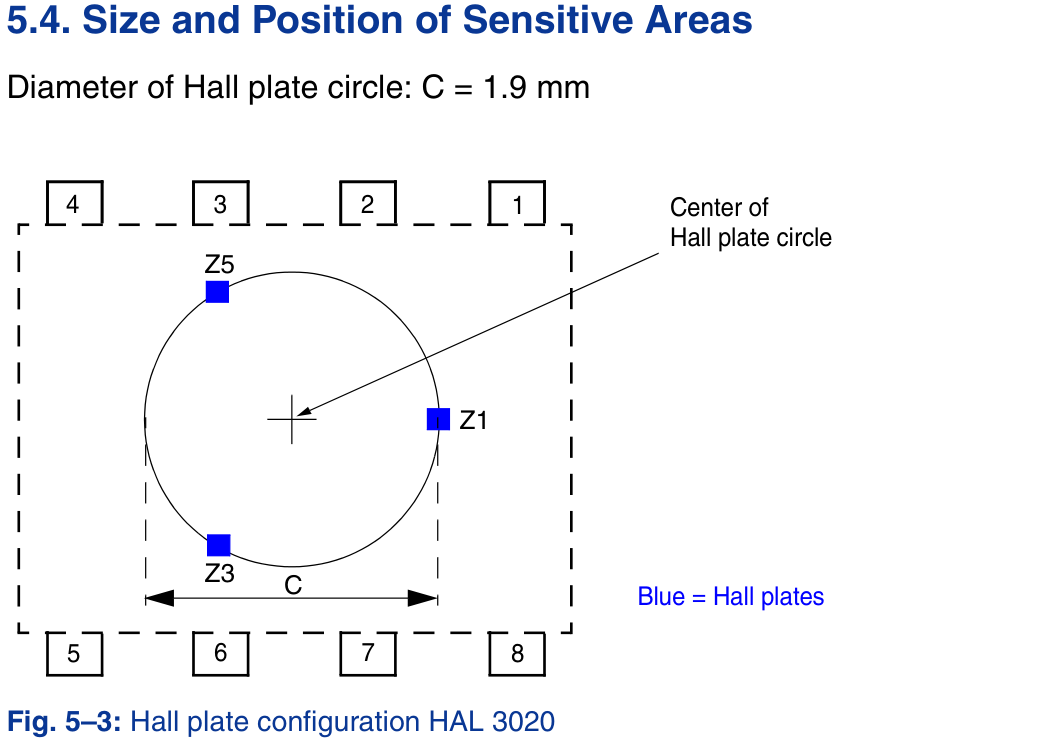 5.4. Size and Position of Sensitive Areas
Diameter of Hall plate circle: C = 1.9 mm
4 3 2 1
Center of
Hall plate circle
Z5
Z1
Z3
C
Blue = Hall plates
5 6 7 8
Fig. 5–3: Hall plate configuration HAL 3020